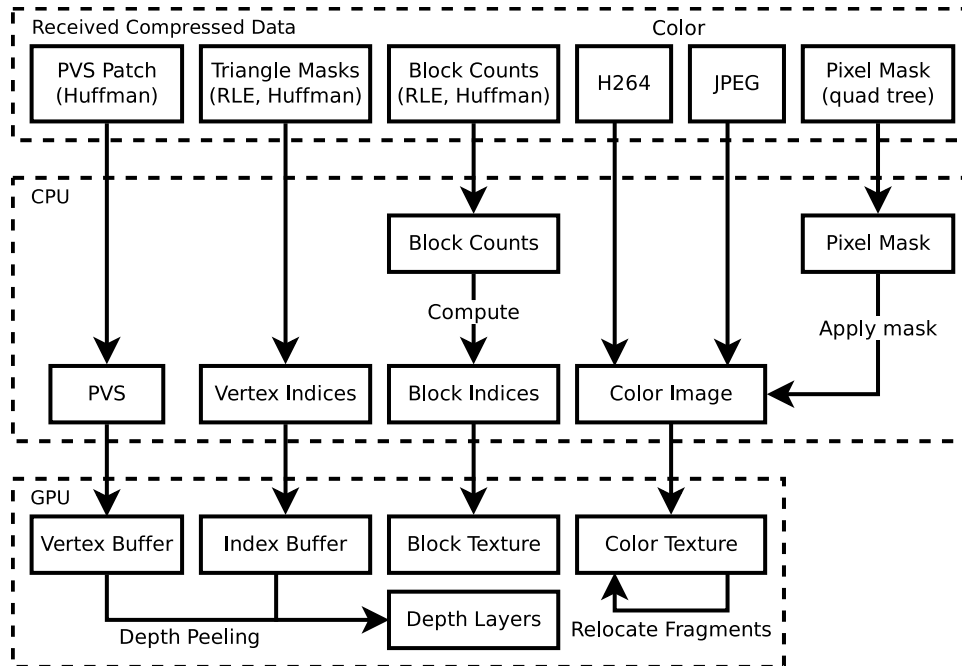 Received Compressed Data
Color
PVS Patch
(Huffman)
Triangle Masks
(RLE, Huffman)
Block Counts
(RLE, Huffman)
H264
JPEG
Pixel Mask
(quad tree)
CPU
Block Counts
Pixel Mask
Compute
Apply mask
PVS
Vertex Indices
Block Indices
Color Image
GPU
Vertex Buffer
Index Buffer
Block Texture
Color Texture
Depth Peeling
Depth Layers
Relocate Fragments